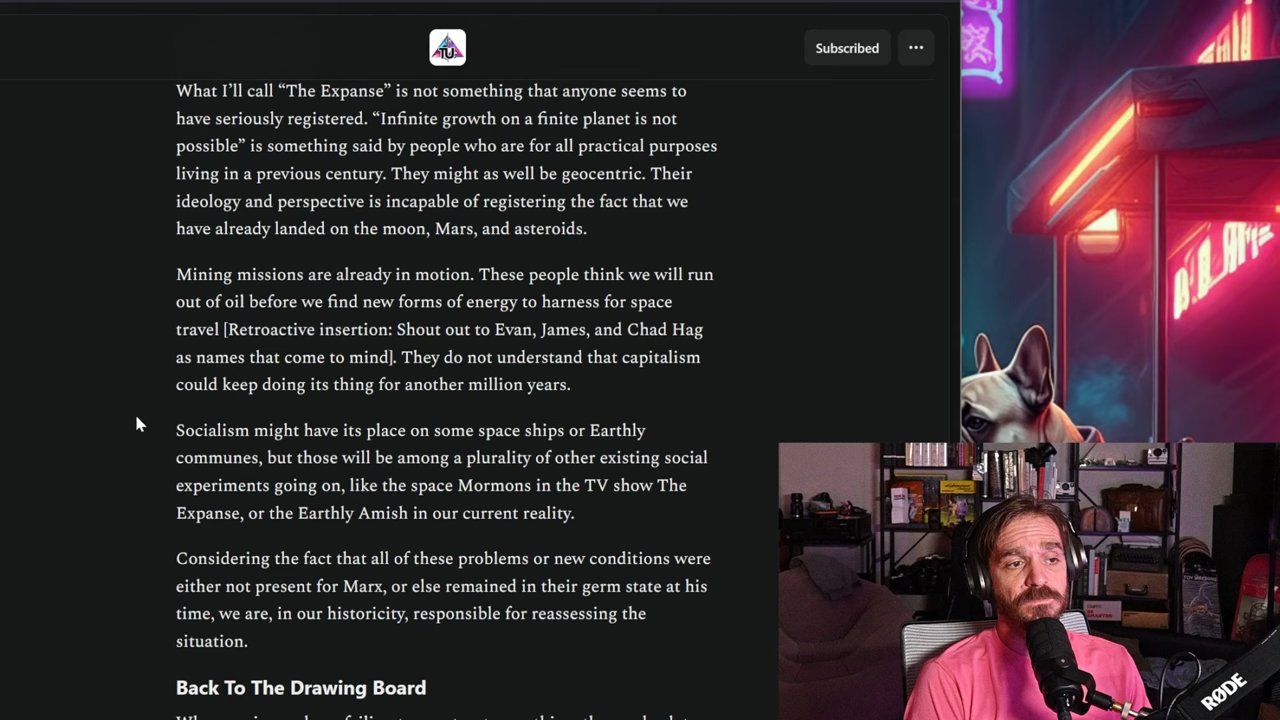 TU
Subscribed
What I'll call “The Expanse” is not something that anyone seems to
have seriously registered. “Infinite growth on a finite planet is not
possible” is something said by people who are for all practical purposes
living in a previous century. They might as well be geocentric. Their
ideology and perspective is incapable of registering the fact that we
have already landed on the moon, Mars, and asteroids.
Mining missions are already in motion. These people think we will run
out of oil before we find new forms of energy to harness for space
travel [Retroactive insertion: Shout out to Evan, James, and Chad Hag
as names that come to mind]. They do not understand that capitalism
could keep doing its thing for another million years.
Socialism might have its place on some space ships or Earthly
communes, but those will be among a plurality of other existing social
experiments going on, like the space Mormons in the TV show The
Expanse, or the Earthly Amish in our current reality.
Considering the fact that all of these problems or new conditions were
either not present for Marx, or else remained in their germ state at his
time, we are, in our historicity, responsible for reassessing the
situation.
Back To The Drawing Board
RØDE